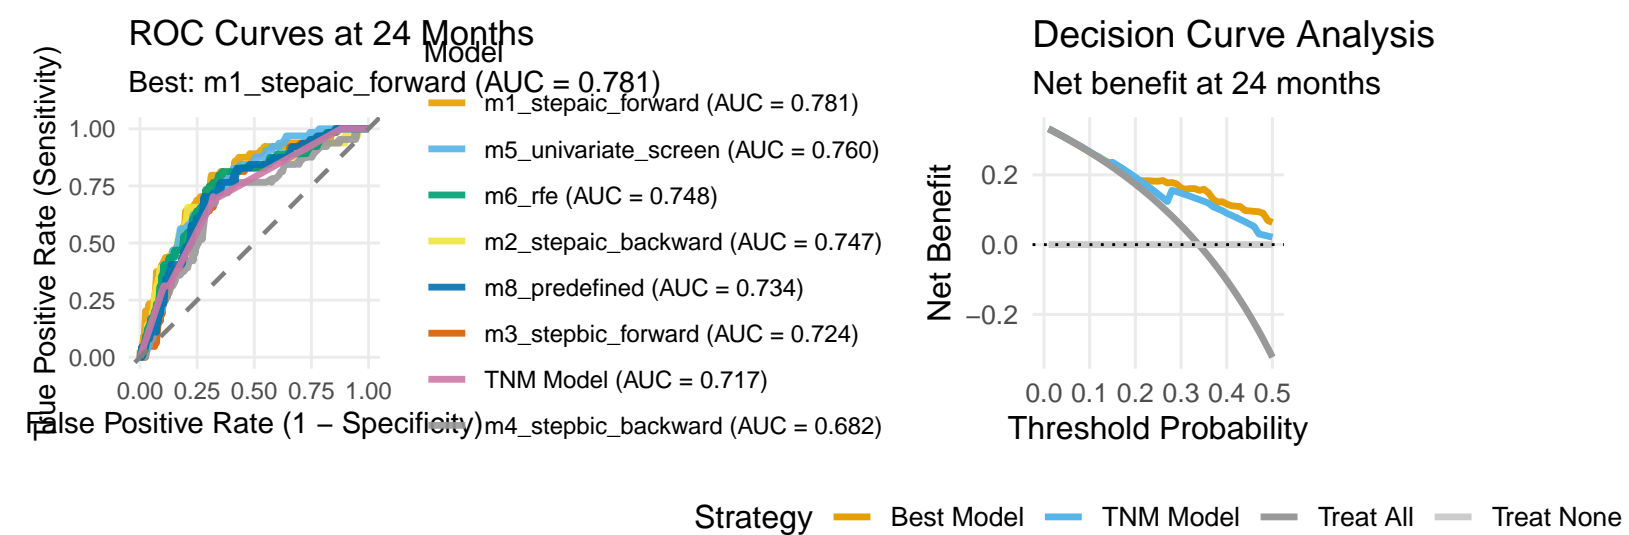 ROC Curves at 24 Months
Best: m1_stepaic_forward (AUC = 0.781)
True Positive Rate (Sensitivity)
1.00
0.75
0.50
0.25
0.00
0.00 0.25 0.50 0.75 1.00
False Positive Rate (1 − Specificity)
Model
m1_stepaic_forward (AUC = 0.781)
m5_univariate_screen (AUC = 0.760)
m6_rfe (AUC = 0.748)
m2_stepaic_backward (AUC = 0.747)
m8_predefined (AUC = 0.734)
m3_stepbic_forward (AUC = 0.724)
TNM Model (AUC = 0.717)
m4_stepbic_backward (AUC = 0.682)
Decision Curve Analysis
Net benefit at 24 months
Net Benefit
0.2
0.0
−0.2
0.0 0.1 0.2 0.3 0.4 0.5
Threshold Probability
Strategy Best Model TNM Model Treat All Treat None